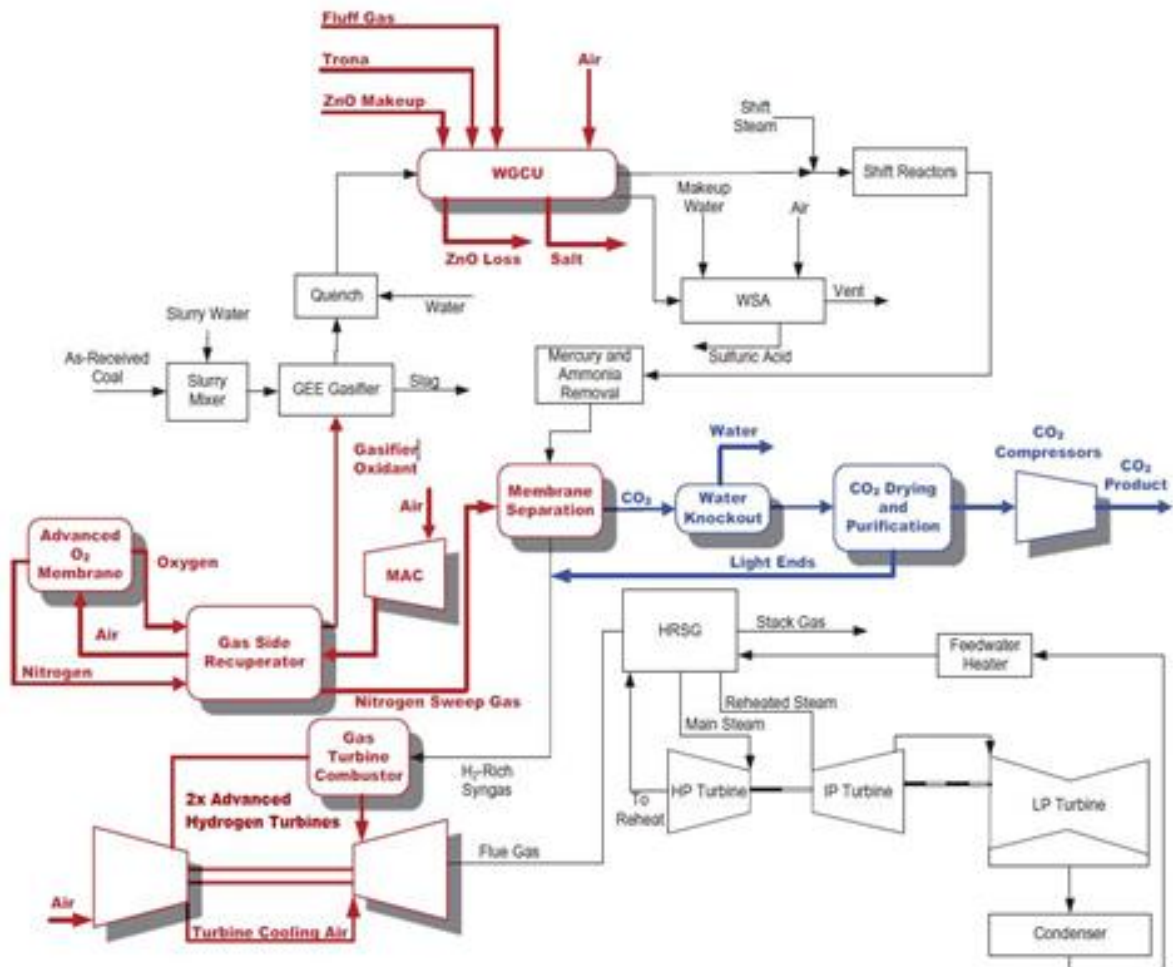 Fluff Gas
Trona
ZnO Makeup
Air
WGCU
ZnO Loss
Salt
Shift
Steam
Shift Reactors
Makeup
Water
Air
WSA
Vent
Sulfuric Acid
Quench
Water
Slurry Water
As-Received
Coal
Slurry
Mixer
GEE Gasifier
Slag
Mercury and
Ammonia
Removal
Gasifier
Oxidant
Air
MAC
Membrane
Separation
CO₂
Water
Water
Knockout
CO₂ Drying
and
Purification
CO₂
Compressors
CO₂
Product
Light Ends
Advanced
O₂
Membrane
Oxygen
Air
Nitrogen
Gas Side
Recuperator
Nitrogen Sweep Gas
HRSG
Stack Gas
Feedwater
Heater
Reheated Steam
Main Steam
Gas
Turbine
Combustor
H₂-Rich
Syngas
To
Reheat
HP Turbine
IP Turbine
LP Turbine
2x Advanced
Hydrogen Turbines
Flue Gas
Air
Turbine Cooling Air
Condenser